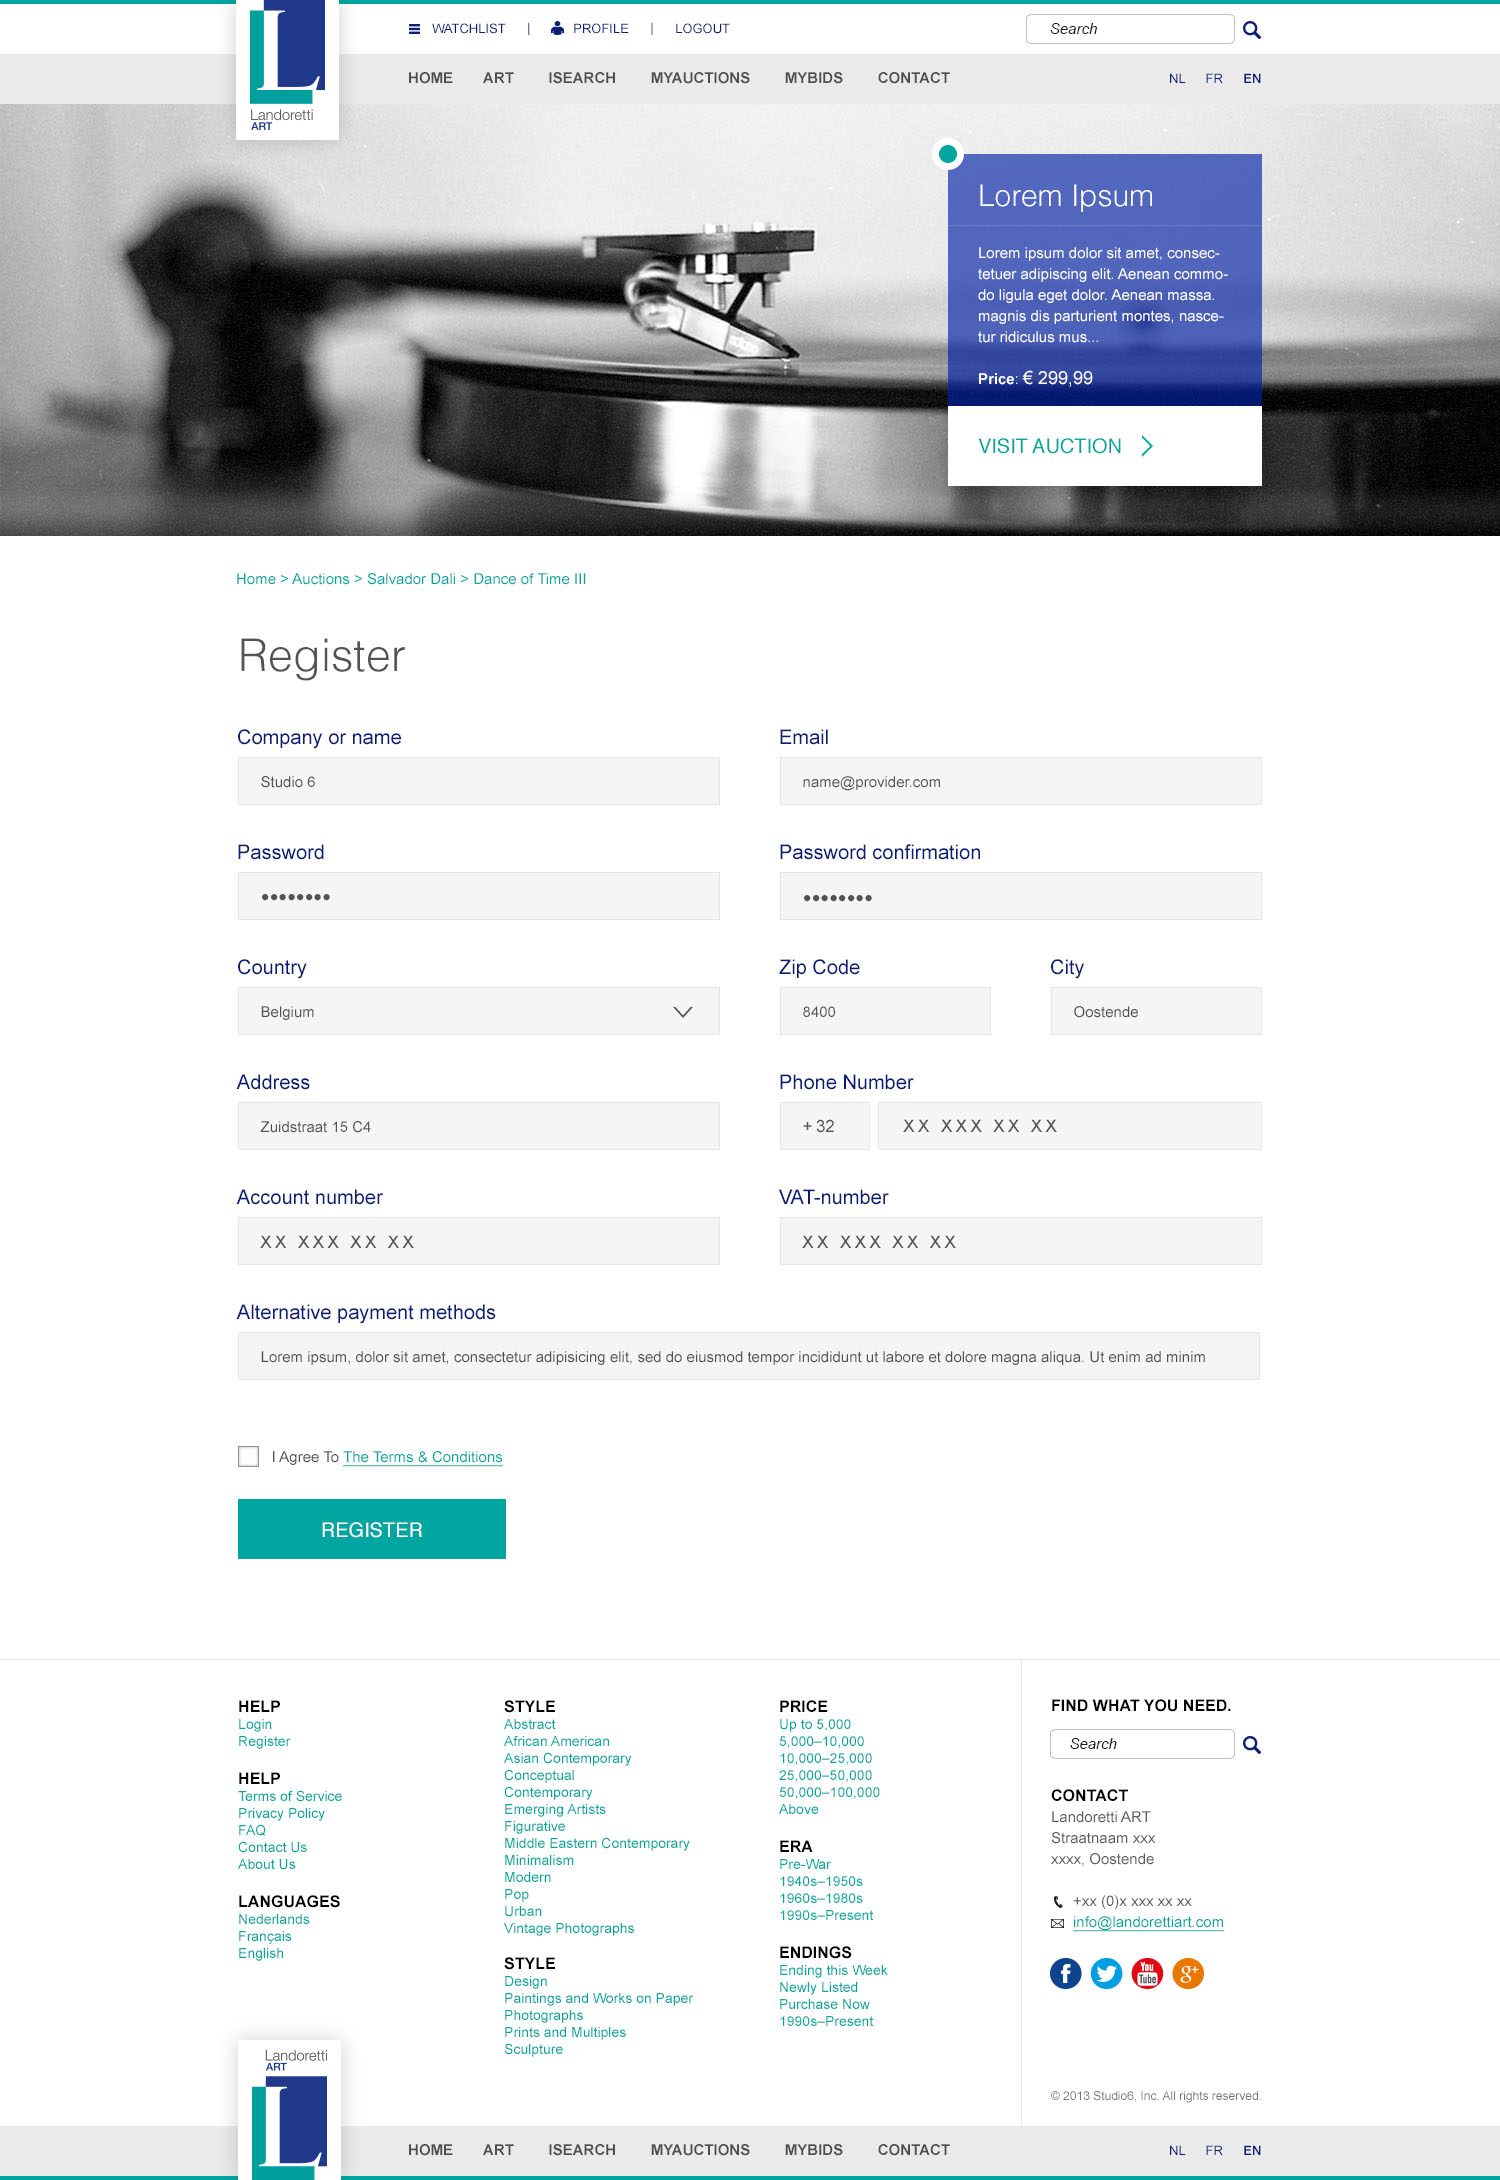 WATCHLIST | PROFILE | LOGOUT
Search
L
Landoretti
ART
HOME ART ISEARCH MYAUCTIONS MYBIDS CONTACT
NL FR EN
Lorem Ipsum
Lorem ipsum dolor sit amet, consec-
tetuer adipiscing elit. Aenean commo-
do ligula eget dolor. Aenean massa.
magnis dis parturient montes, nasce-
tur ridiculus mus...
Price: € 299,99
VISIT AUCTION
Home > Auctions > Salvador Dali > Dance of Time III
Register
Company or name
Studio 6
Email
name@provider.com
Password
••••••••
Password confirmation
••••••••
Country
Belgium
Zip Code
8400
City
Oostende
Address
Zuidstraat 15 C4
Phone Number
+ 32
XX XXX XX XX
Account number
XX XXX XX XX
VAT-number
XX XXX XX XX
Alternative payment methods
Lorem ipsum, dolor sit amet, consectetur adipisicing elit, sed do eiusmod tempor incididunt ut labore et dolore magna aliqua. Ut enim ad minim
I Agree To The Terms & Conditions
REGISTER
HELP
Login
Register
HELP
Terms of Service
Privacy Policy
FAQ
Contact Us
About Us
LANGUAGES
Nederlands
Français
English
STYLE
Abstract
African American
Asian Contemporary
Conceptual
Contemporary
Emerging Artists
Figurative
Middle Eastern Contemporary
Minimalism
Modern
Pop
Urban
Vintage Photographs
STYLE
Design
Paintings and Works on Paper
Photographs
Prints and Multiples
Sculpture
PRICE
Up to 5,000
5,000–10,000
10,000–25,000
25,000–50,000
50,000–100,000
Above
ERA
Pre-War
1940s–1950s
1960s–1980s
1990s–Present
ENDINGS
Ending this Week
Newly Listed
Purchase Now
1990s–Present
FIND WHAT YOU NEED.
Search
CONTACT
Landoretti ART
Straatnaam xxx
xxxx, Oostende
+xx (0)x xxx xx xx
info@landorettiart.com
f
You
Tube
g+
© 2013 Studio6, Inc. All rights reserved.
Landoretti
ART
L
HOME ART ISEARCH MYAUCTIONS MYBIDS CONTACT
NL FR EN